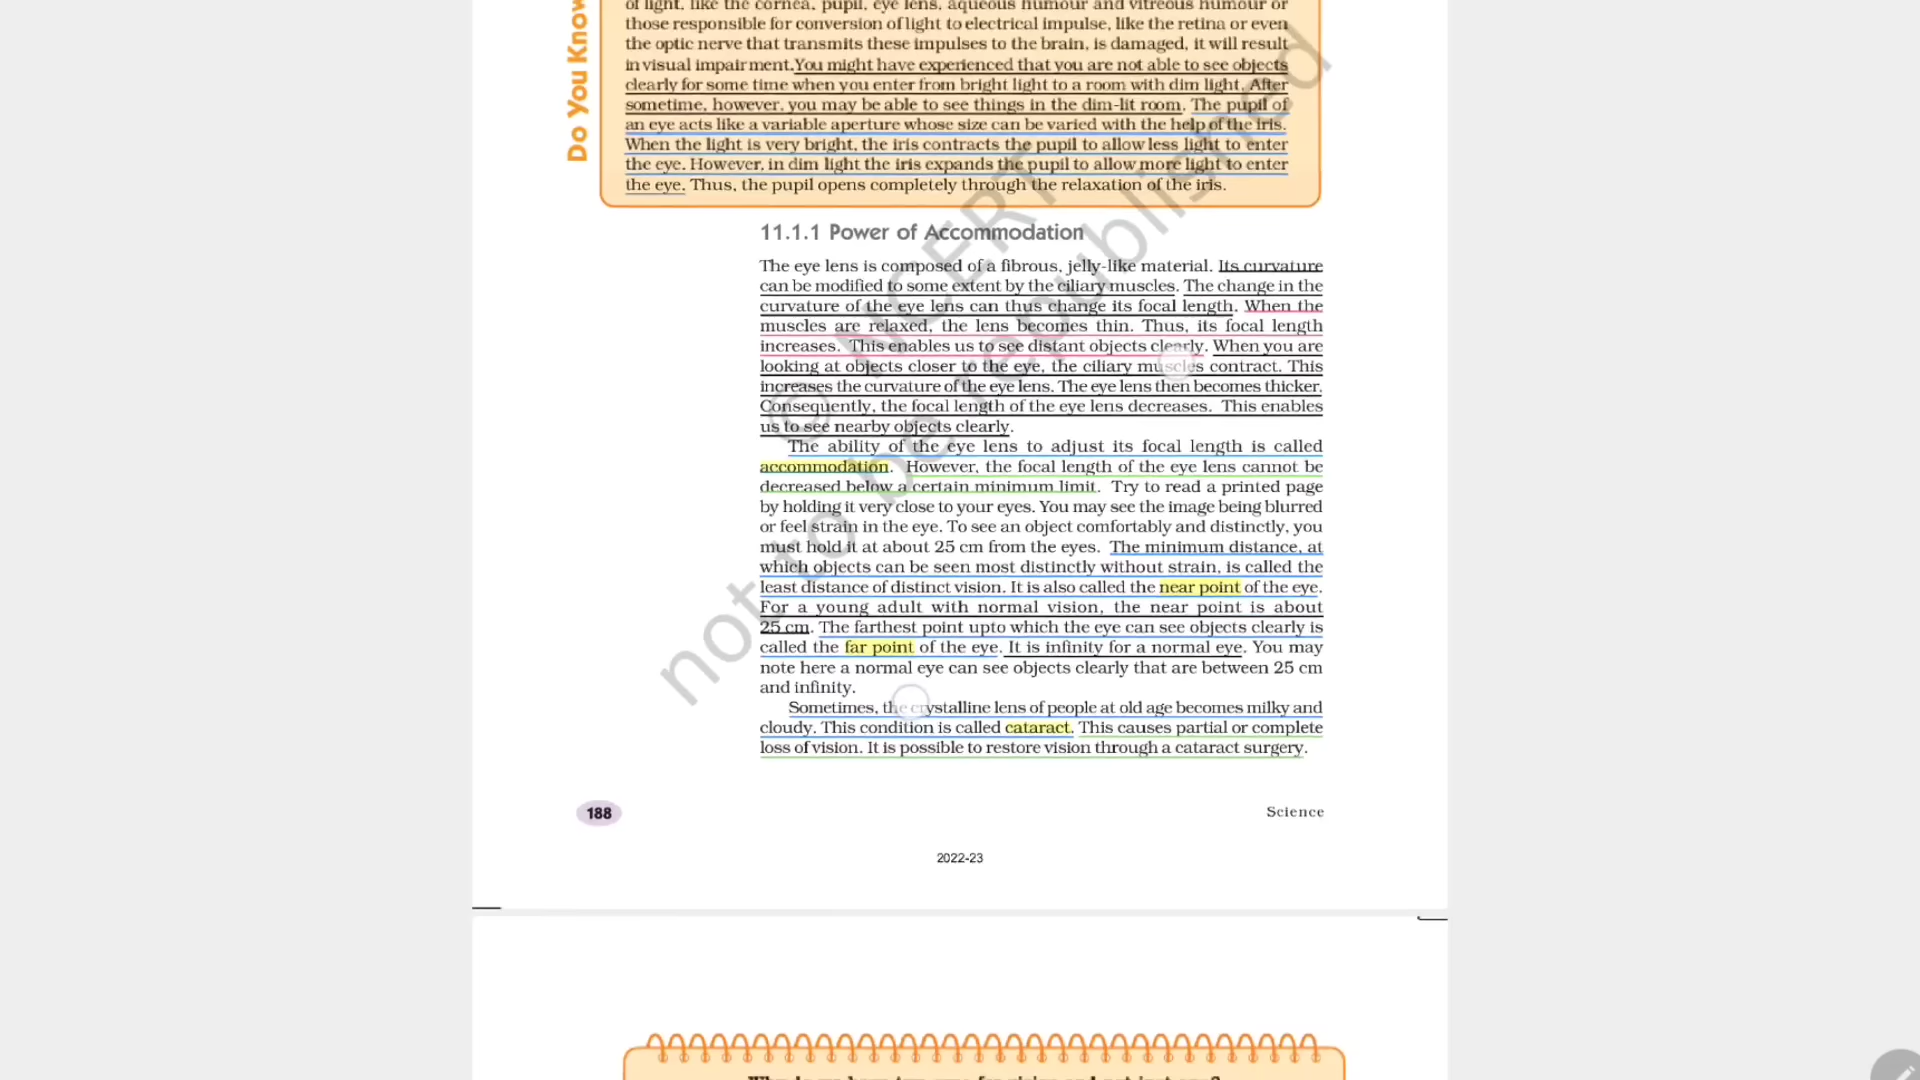 of light, like the cornea, pupil, eye lens, aqueous humour and vitreous humour or
those responsible for conversion of light to electrical impulse, like the retina or even
the optic nerve that transmits these impulses to the brain, is damaged, it will result
in visual impairment.You might have experienced that you are not able to see objects
clearly for some time when you enter from bright light to a room with dim light. After
sometime, however, you may be able to see things in the dim-lit room. The pupil of
an eye acts like a variable aperture whose size can be varied with the help of the iris.
When the light is very bright, the iris contracts the pupil to allow less light to enter
the eye. However, in dim light the iris expands the pupil to allow more light to enter
the eye. Thus, the pupil opens completely through the relaxation of the iris.
Do You Know
11.1.1 Power of Accommodation
The eye lens is composed of a fibrous, jelly-like material. Its curvature
can be modified to some extent by the ciliary muscles. The change in the
curvature of the eye lens can thus change its focal length. When the
muscles are relaxed, the lens becomes thin. Thus, its focal length
increases. This enables us to see distant objects clearly. When you are
looking at objects closer to the eye, the ciliary muscles contract. This
increases the curvature of the eye lens. The eye lens then becomes thicker.
Consequently, the focal length of the eye lens decreases. This enables
us to see nearby objects clearly.
The ability of the eye lens to adjust its focal length is called
accommodation. However, the focal length of the eye lens cannot be
decreased below a certain minimum limit. Try to read a printed page
by holding it very close to your eyes. You may see the image being blurred
or feel strain in the eye. To see an object comfortably and distinctly, you
must hold it at about 25 cm from the eyes. The minimum distance, at
which objects can be seen most distinctly without strain, is called the
least distance of distinct vision. It is also called the near point of the eye.
For a young adult with normal vision, the near point is about
25 cm. The farthest point upto which the eye can see objects clearly is
called the far point of the eye. It is infinity for a normal eye. You may
note here a normal eye can see objects clearly that are between 25 cm
and infinity.
Sometimes, the crystalline lens of people at old age becomes milky and
cloudy. This condition is called cataract. This causes partial or complete
loss of vision. It is possible to restore vision through a cataract surgery.
© NCERT
not to be republished
188
Science
2022-23